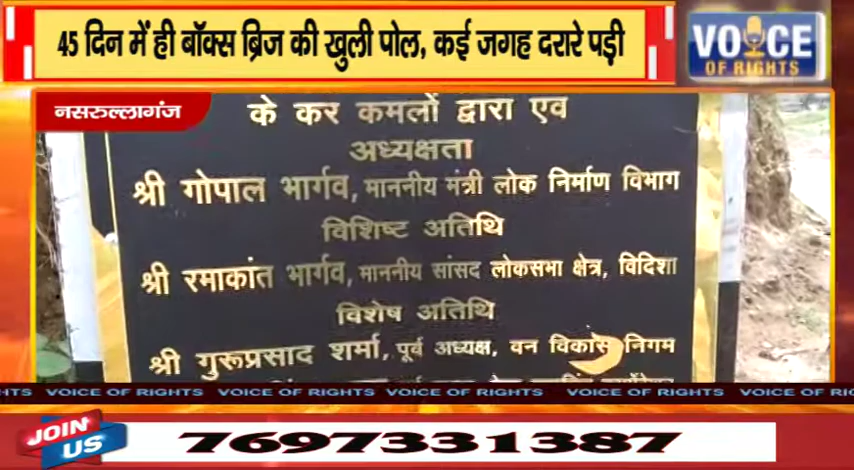 45 दिन में ही बॉक्स ब्रिज की खुली पोल, कई जगह दरारे पड़ी
VOICE
OF RIGHTS
नसरुल्लागंज
के कर कमलों द्वारा एवं
अध्यक्षता
श्री गोपाल भार्गव, माननीय मंत्री लोक निर्माण विभाग
विशिष्ट अतिथि
श्री रमाकांत भार्गव, माननीय सांसद लोकसभा क्षेत्र, विदिशा
विशेष अतिथि
श्री गुरूप्रसाद शर्मा, पूर्व अध्यक्ष, वन विकास निगम
HTS VOICE OF RIGHTS VOICE OF RIGHTS VOICE OF RIGHTS VOICE OF RIGHTS VOICE OF RI
JOIN
US
7697331387